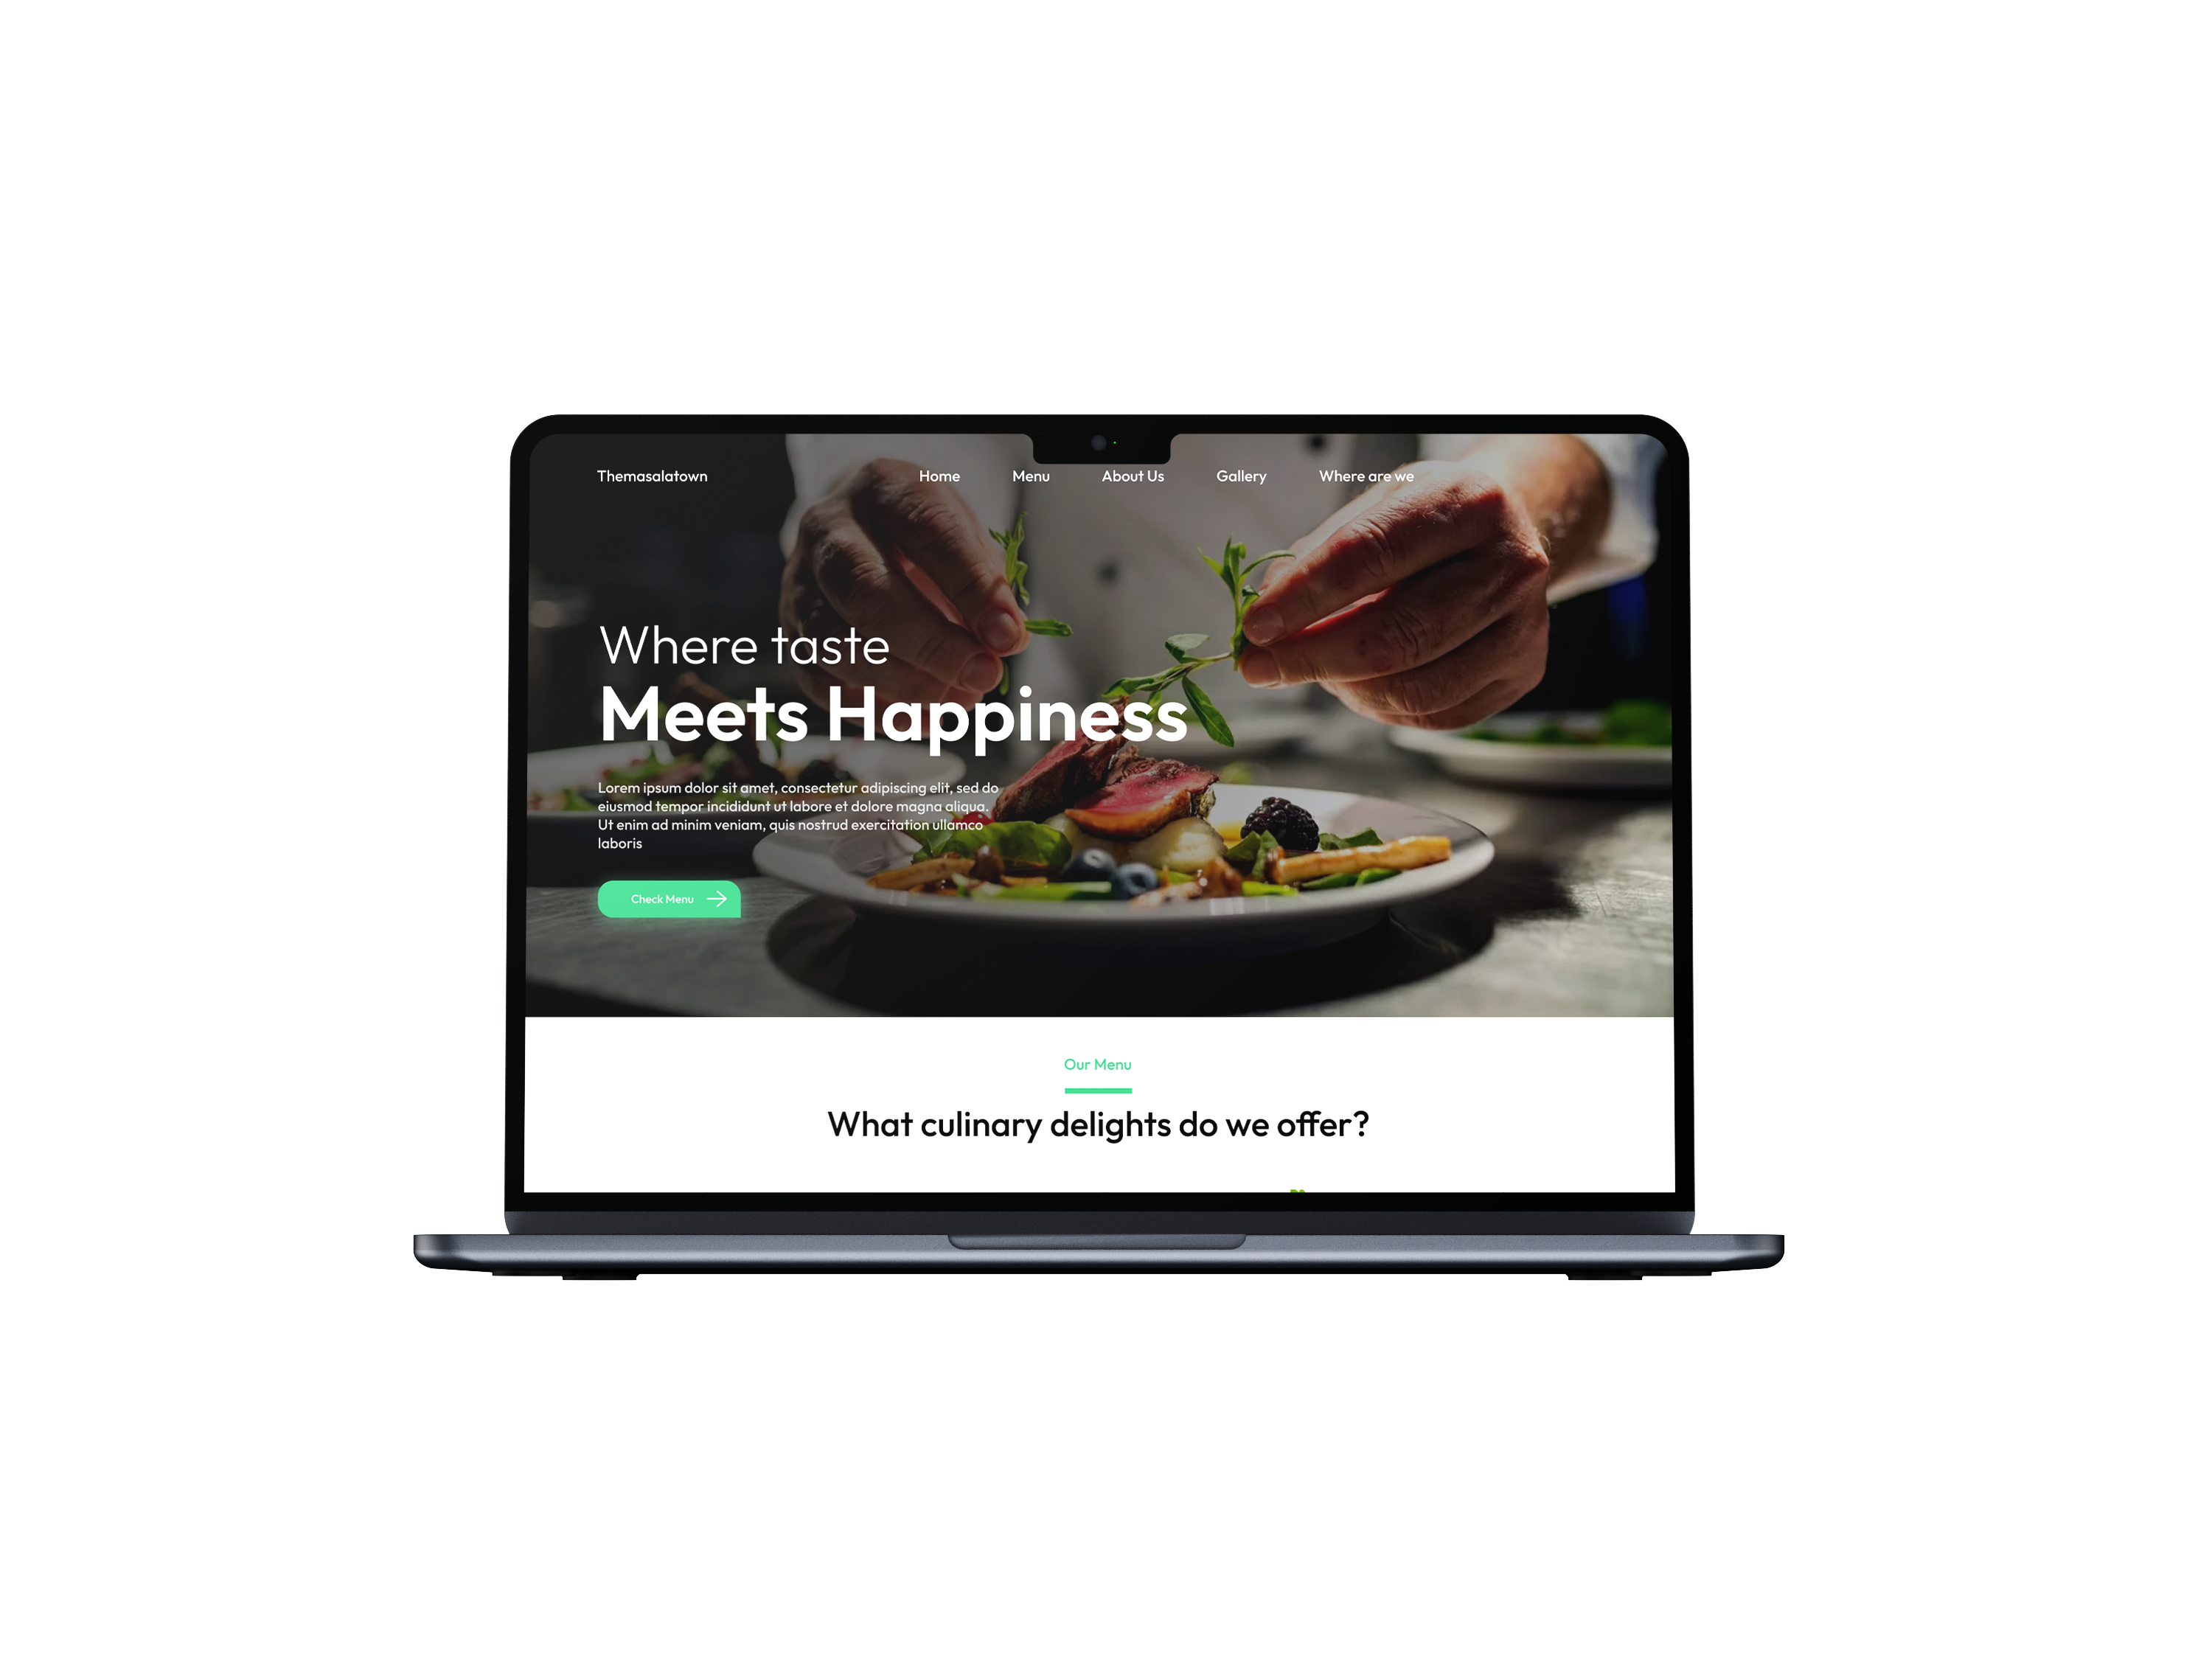 Themasalatown Home Menu About Us Gallery Where are we
Where taste
Meets Happiness
Lorem ipsum dolor sit amet, consectetur adipiscing elit, sed do
eiusmod tempor incididunt ut labore et dolore magna aliqua.
Ut enim ad minim veniam, quis nostrud exercitation ullamco
laboris
Check Menu
Our Menu
What culinary delights do we offer?